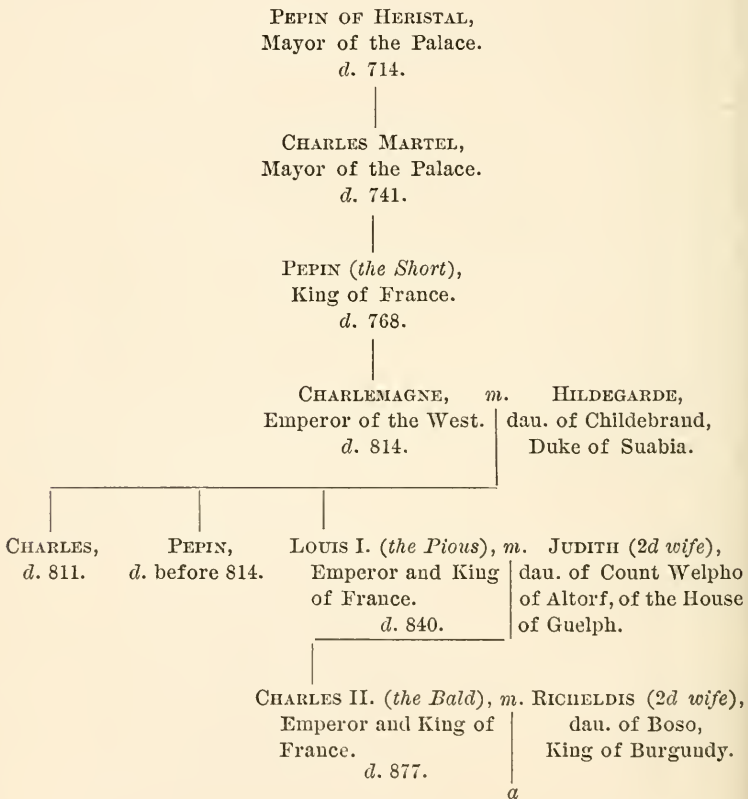 PEPIN OF HERISTAL,
Mayor of the Palace.
d. 714.
CHARLES MARTEL,
Mayor of the Palace.
d. 741.
PEPIN (the Short),
King of France.
d. 768.
CHARLEMAGNE, m. HILDEGARDE,
Emperor of the West. dau. of Childebrand,
d. 814. Duke of Suabia.
CHARLES, PEPIN, LOUIS I. (the Pious), m. JUDITH (2d wife),
d. 811. d. before 814. Emperor and King dau. of Count Welpho
of France. of Altorf, of the House
d. 840. of Guelph.
CHARLES II. (the Bald), m. RICHELDIS (2d wife),
Emperor and King of dau. of Boso,
France. King of Burgundy.
d. 877.
a